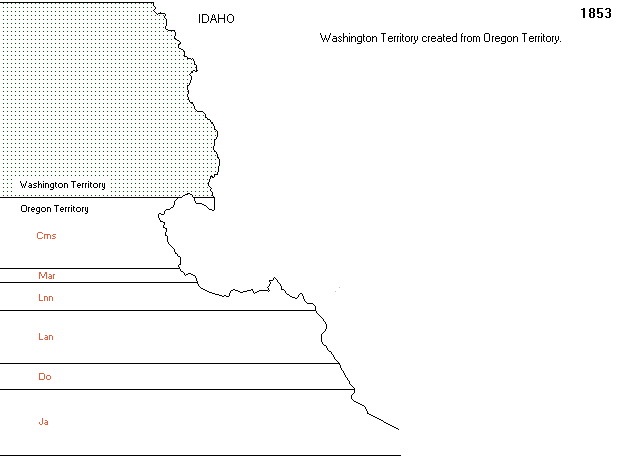 1853
IDAHO
Washington Territory created from Oregon Territory.
Washington Territory
Oregon Territory
Cms
Mar
Lnn
Lan
Do
Ja